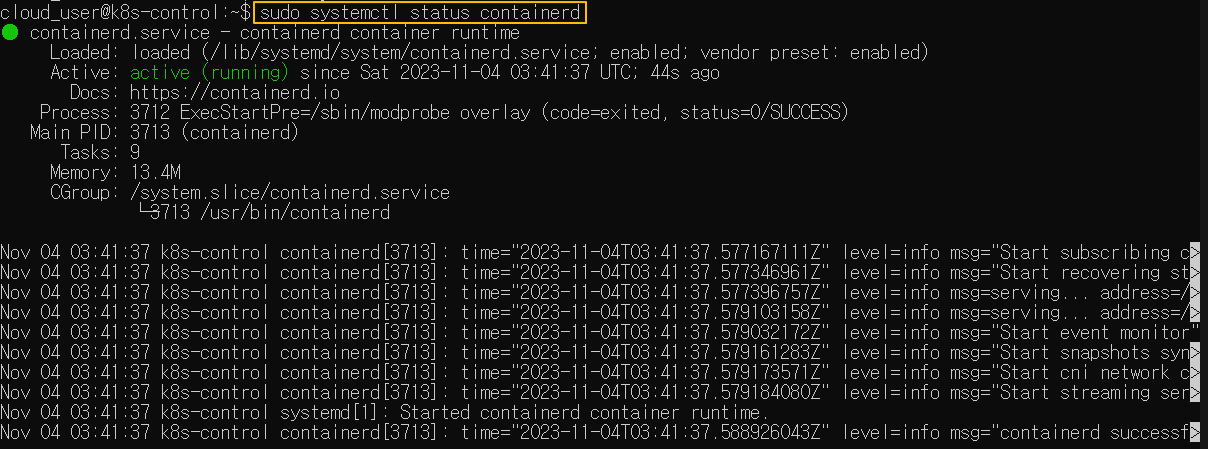 cloud_user@k8s-control:~$ sudo systemctl status containerd
● containerd.service - containerd container runtime
Loaded: loaded (/lib/systemd/system/containerd.service; enabled; vendor preset: enabled)
Active: active (running) since Sat 2023-11-04 03:41:37 UTC; 44s ago
Docs: https://containerd.io
Process: 3712 ExecStartPre=/sbin/modprobe overlay (code=exited, status=0/SUCCESS)
Main PID: 3713 (containerd)
Tasks: 9
Memory: 13.4M
CGroup: /system.slice/containerd.service
└─3713 /usr/bin/containerd
Nov 04 03:41:37 k8s-control containerd[3713]: time="2023-11-04T03:41:37.577167111Z" level=info msg="Start subscribing c>
Nov 04 03:41:37 k8s-control containerd[3713]: time="2023-11-04T03:41:37.577346961Z" level=info msg="Start recovering st>
Nov 04 03:41:37 k8s-control containerd[3713]: time="2023-11-04T03:41:37.577396757Z" level=info msg=serving... address=/>
Nov 04 03:41:37 k8s-control containerd[3713]: time="2023-11-04T03:41:37.579103158Z" level=info msg=serving... address=/>
Nov 04 03:41:37 k8s-control containerd[3713]: time="2023-11-04T03:41:37.579032172Z" level=info msg="Start event monitor"
Nov 04 03:41:37 k8s-control containerd[3713]: time="2023-11-04T03:41:37.579161283Z" level=info msg="Start snapshots syn>
Nov 04 03:41:37 k8s-control containerd[3713]: time="2023-11-04T03:41:37.579173571Z" level=info msg="Start cni network c>
Nov 04 03:41:37 k8s-control containerd[3713]: time="2023-11-04T03:41:37.579184080Z" level=info msg="Start streaming ser>
Nov 04 03:41:37 k8s-control systemd[1]: Started containerd container runtime.
Nov 04 03:41:37 k8s-control containerd[3713]: time="2023-11-04T03:41:37.588926043Z" level=info msg="containerd successf>